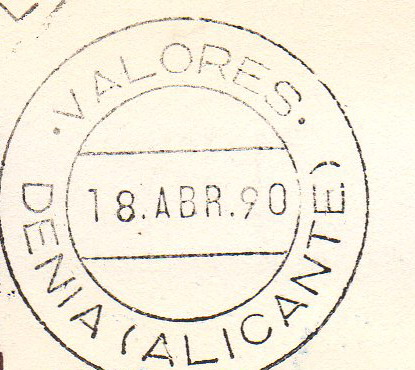 · VALORES ·
18.ABR.90
DENIA (ALICANTE)